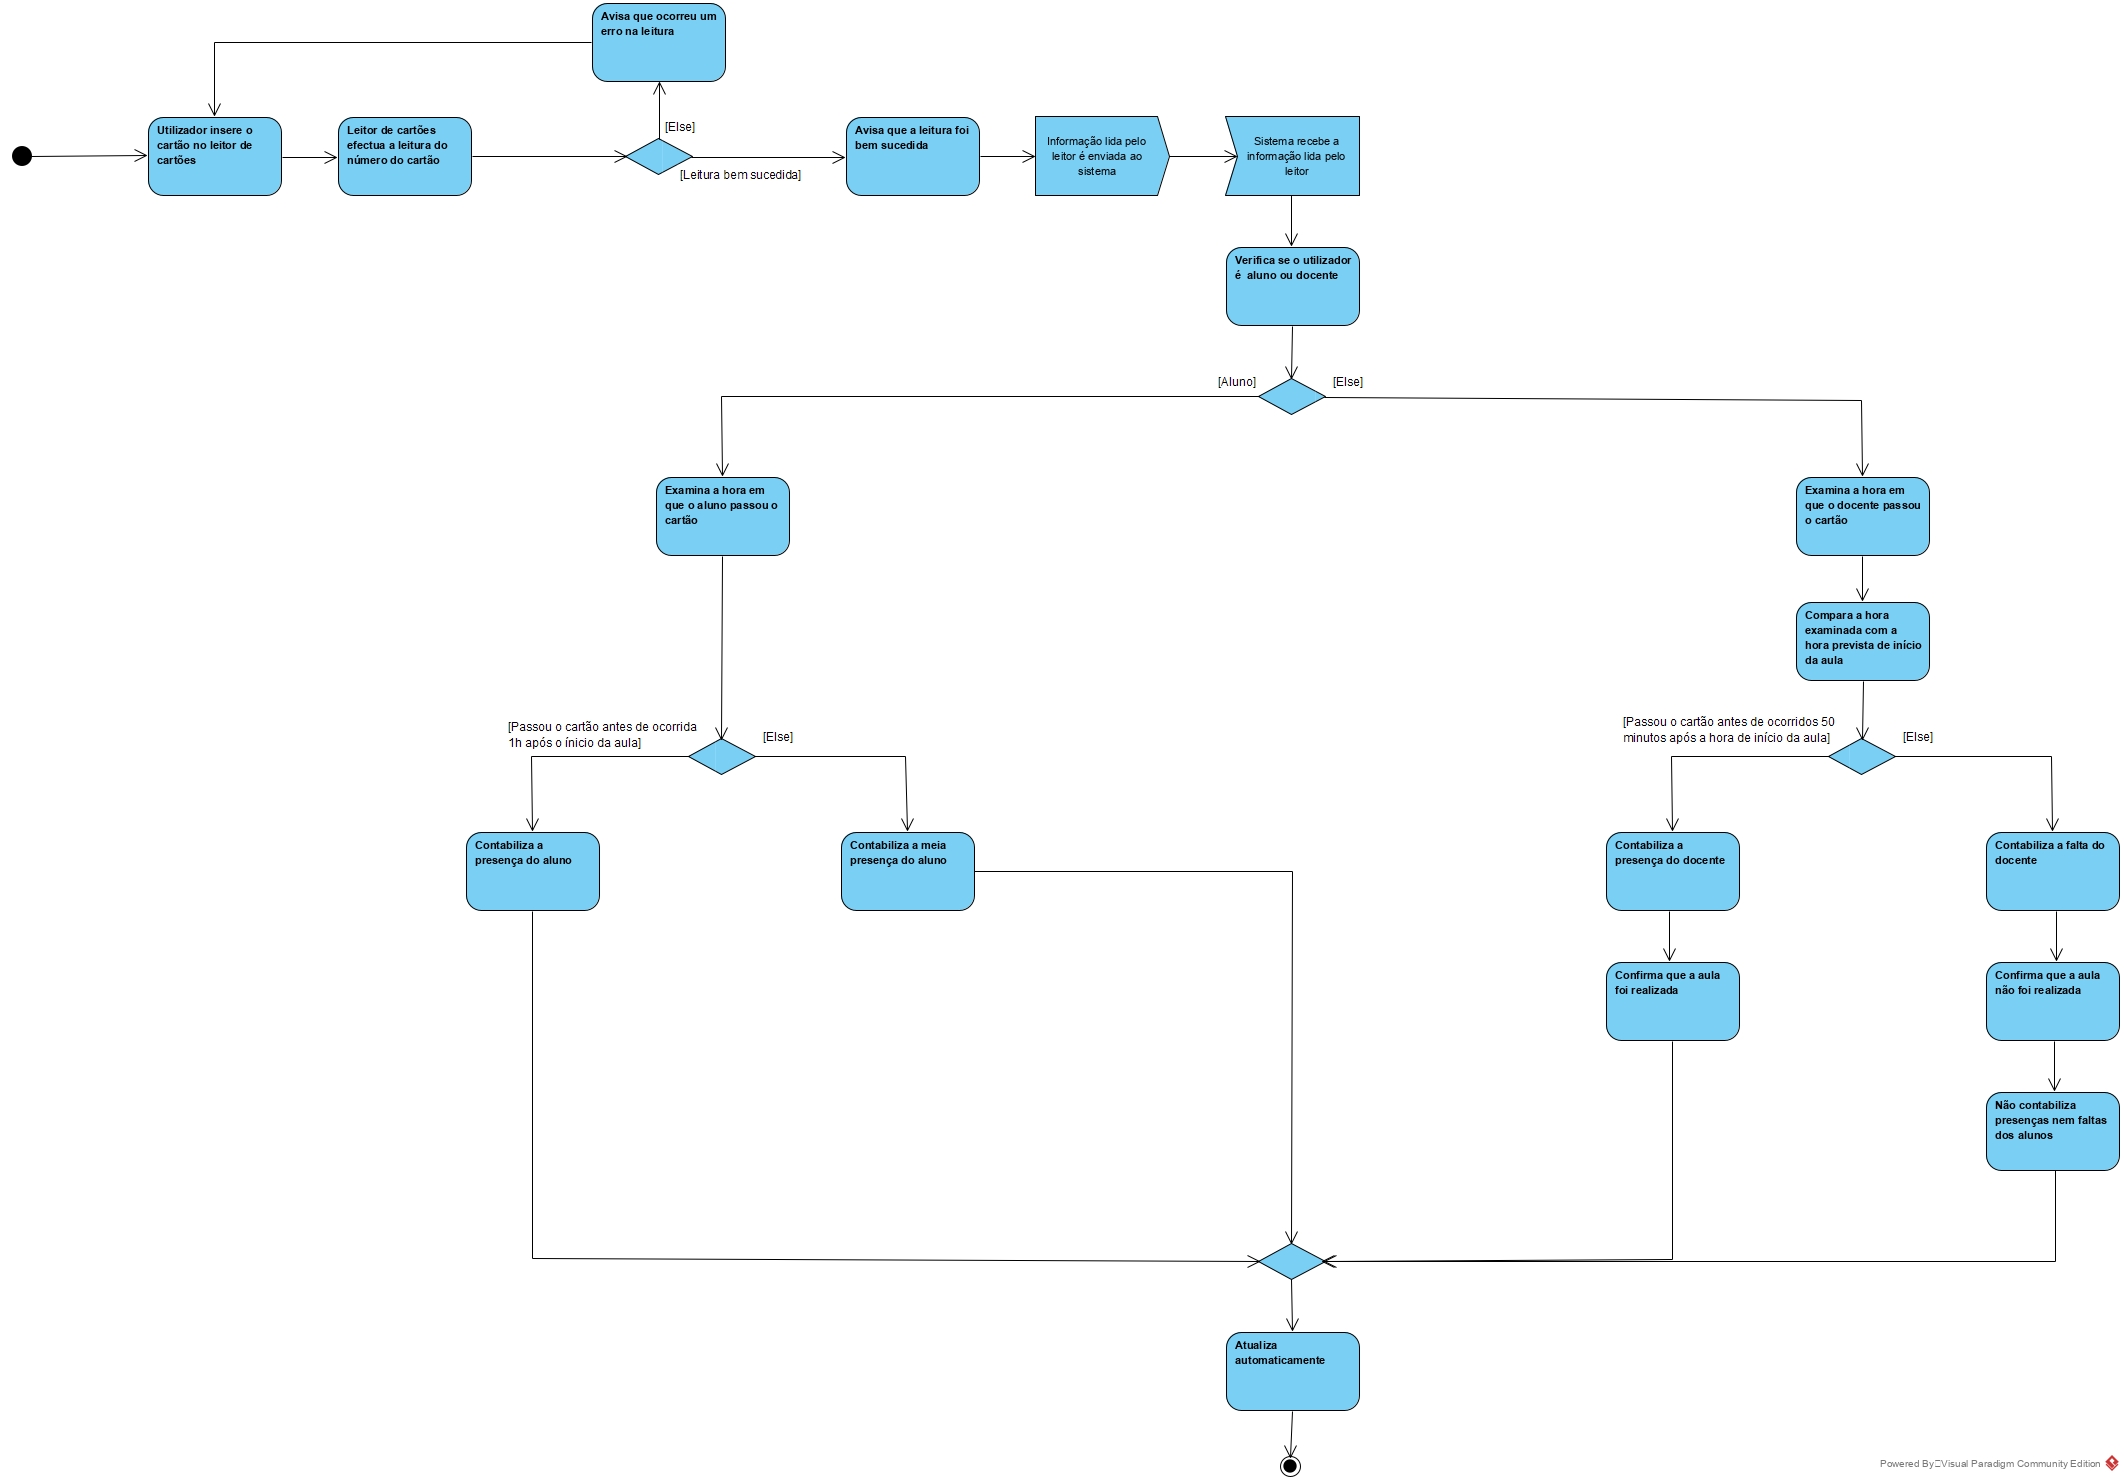 Avisa que ocorreu um
erro na leitura
Utilizador insere o
cartão no leitor de
cartões
Leitor de cartões
efectua a leitura do
número do cartão
[Else]
[Leitura bem sucedida]
Avisa que a leitura foi
bem sucedida
Informação lida pelo
leitor é enviada ao
sistema
Sistema recebe a
informação lida pelo
leitor
Verifica se o utilizador
é aluno ou docente
[Aluno]
[Else]
Examina a hora em
que o aluno passou o
cartão
Examina a hora em
que o docente passou
o cartão
Compara a hora
examinada com a
hora prevista de início
da aula
[Passou o cartão antes de ocorrida
1h após o ínicio da aula]
[Else]
[Passou o cartão antes de ocorridos 50
minutos após a hora de início da aula]
[Else]
Contabiliza a
presença do aluno
Contabiliza a meia
presença do aluno
Contabiliza a
presença do docente
Contabiliza a falta do
docente
Confirma que a aula
foi realizada
Confirma que a aula
não foi realizada
Não contabiliza
presenças nem faltas
dos alunos
Atualiza
automaticamente
Powered By Visual Paradigm Community Edition